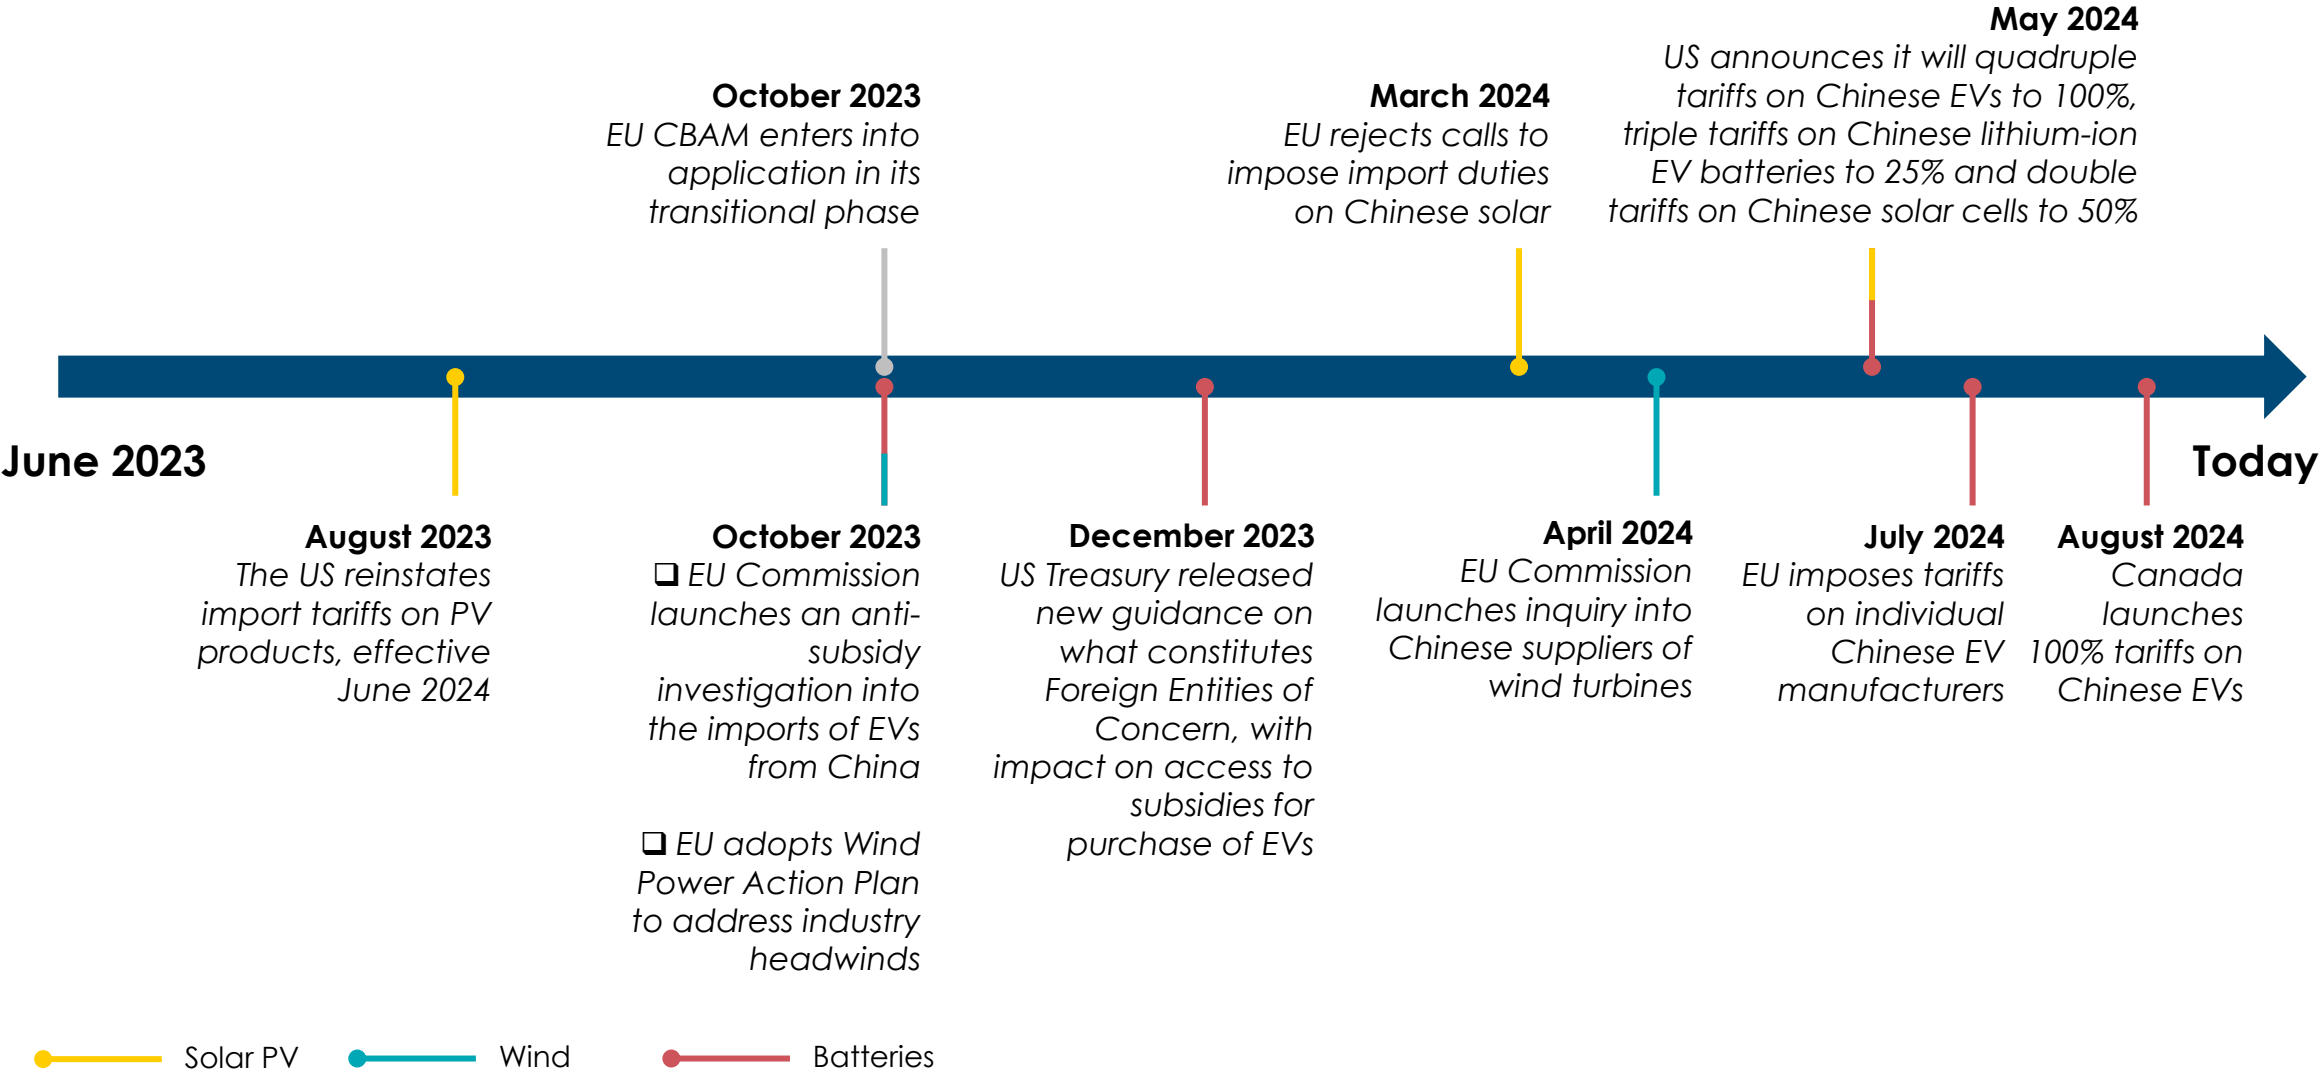 October 2023
EU CBAM enters into
application in its
transitional phase
March 2024
EU rejects calls to
impose import duties
on Chinese solar
May 2024
US announces it will quadruple
tariffs on Chinese EVs to 100%,
triple tariffs on Chinese lithium-ion
EV batteries to 25% and double
tariffs on Chinese solar cells to 50%
June 2023
Today
August 2023
The US reinstates
import tariffs on PV
products, effective
June 2024
October 2023
❑ EU Commission
launches an anti-
subsidy
investigation into
the imports of EVs
from China
❑ EU adopts Wind
Power Action Plan
to address industry
headwinds
December 2023
US Treasury released
new guidance on
what constitutes
Foreign Entities of
Concern, with
impact on access to
subsidies for
purchase of EVs
April 2024
EU Commission
launches inquiry into
Chinese suppliers of
wind turbines
July 2024
EU imposes tariffs
on individual
Chinese EV
manufacturers
August 2024
Canada
launches
100% tariffs on
Chinese EVs
Solar PV
Wind
Batteries